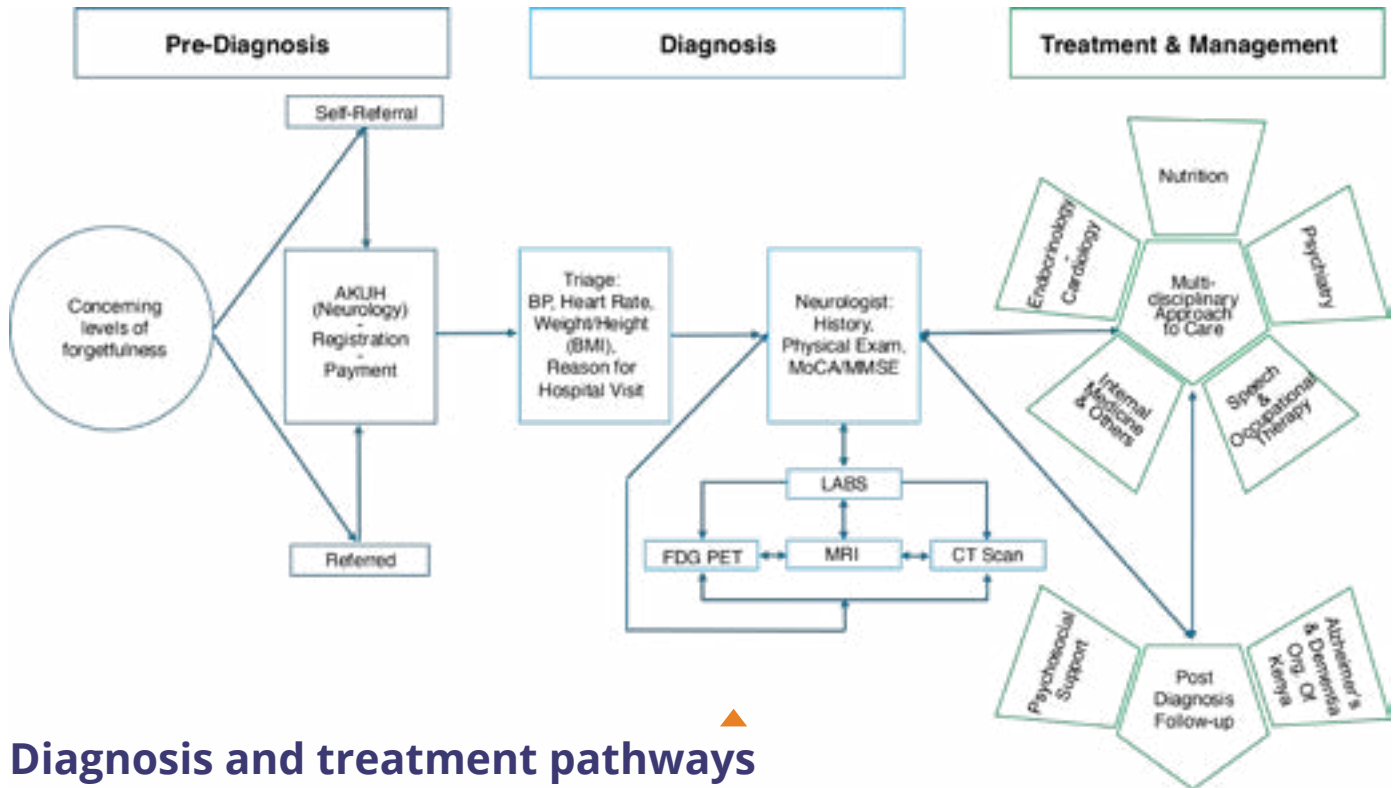 Pre-Diagnosis
Diagnosis
Treatment & Management
Self-Referral
Concerning
levels of
forgetfulness
AKUH
(Neurology)
-
Registration
-
Payment
Referred
Triage:
BP, Heart Rate,
Weight/Height
(BMI),
Reason for
Hospital Visit
Neurologist:
History,
Physical Exam,
MoCA/MMSE
LABS
FDG PET
MRI
CT Scan
Nutrition
Endocrinology
-
Cardiology
Psychiatry
Multi-
disciplinary
Approach
to Care
Internal
Medicine
& Others
Speech
&
Occupational
Therapy
Psychosocial
Support
Post
Diagnosis
Follow-up
Alzheimer's
& Dementia
Org. Of
Kenya
Diagnosis and treatment pathways